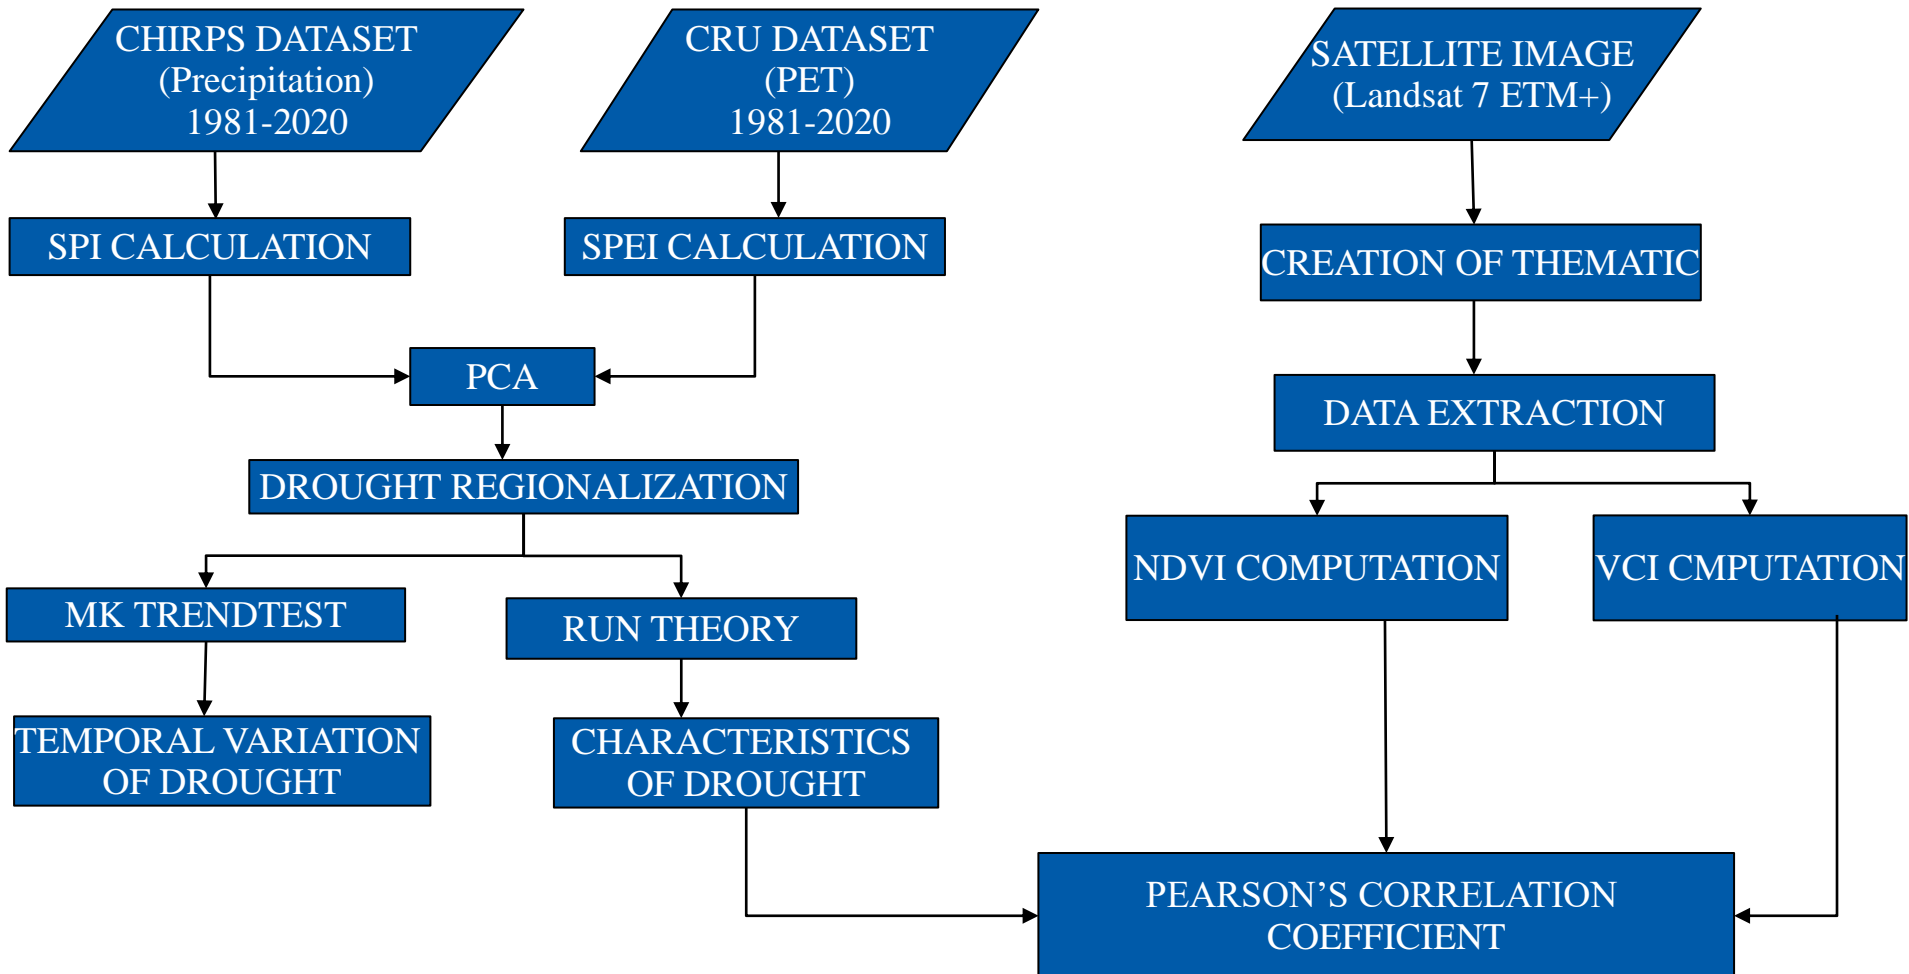 CHIRPS DATASET
(Precipitation)
1981-2020
CRU DATASET
(PET)
1981-2020
SATELLITE IMAGE
(Landsat 7 ETM+)
SPI CALCULATION
SPEI CALCULATION
CREATION OF THEMATIC
PCA
DATA EXTRACTION
DROUGHT REGIONALIZATION
NDVI COMPUTATION
VCI CMPUTATION
MK TRENDTEST
RUN THEORY
TEMPORAL VARIATION
OF DROUGHT
CHARACTERISTICS
OF DROUGHT
PEARSON’S CORRELATION
COEFFICIENT